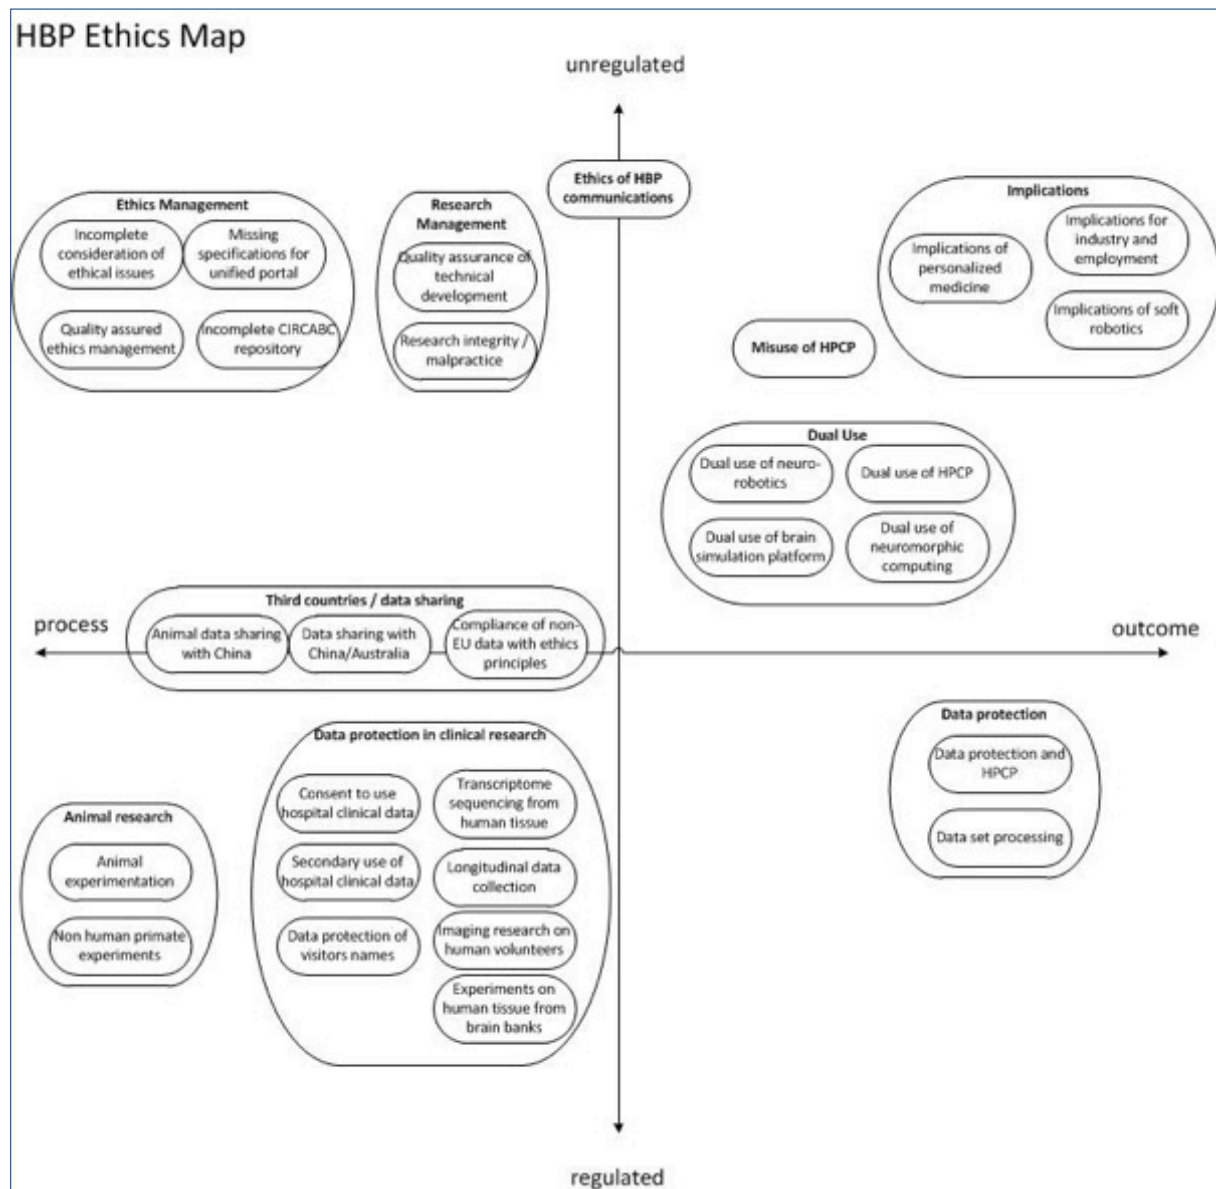 HBP Ethics Map
unregulated
Ethics of HBP
communications
Ethics Management
Incomplete
consideration of
ethical issues
Missing
specifications for
unified portal
Quality assured
ethics management
Incomplete CIRCABC
repository
Research
Management
Quality assurance of
technical
development
Research integrity /
malpractice
Implications
Implications of
personalized
medicine
Implications for
industry and
employment
Implications of soft
robotics
Misuse of HPCP
Dual Use
Dual use of neuro-
robotics
Dual use of HPCP
Dual use of brain
simulation platform
Dual use of
neuromorphic
computing
process
Third countries / data sharing
Animal data sharing
with China
Data sharing with
China/Australia
Compliance of non-
EU data with ethics
principles
outcome
Data protection in clinical research
Consent to use
hospital clinical data
Transcriptome
sequencing from
human tissue
Secondary use of
hospital clinical data
Longitudinal data
collection
Data protection of
visitors names
Imaging research on
human volunteers
Experiments on
human tissue from
brain banks
Animal research
Animal
experimentation
Non human primate
experiments
Data protection
Data protection and
HPCP
Data set processing
regulated